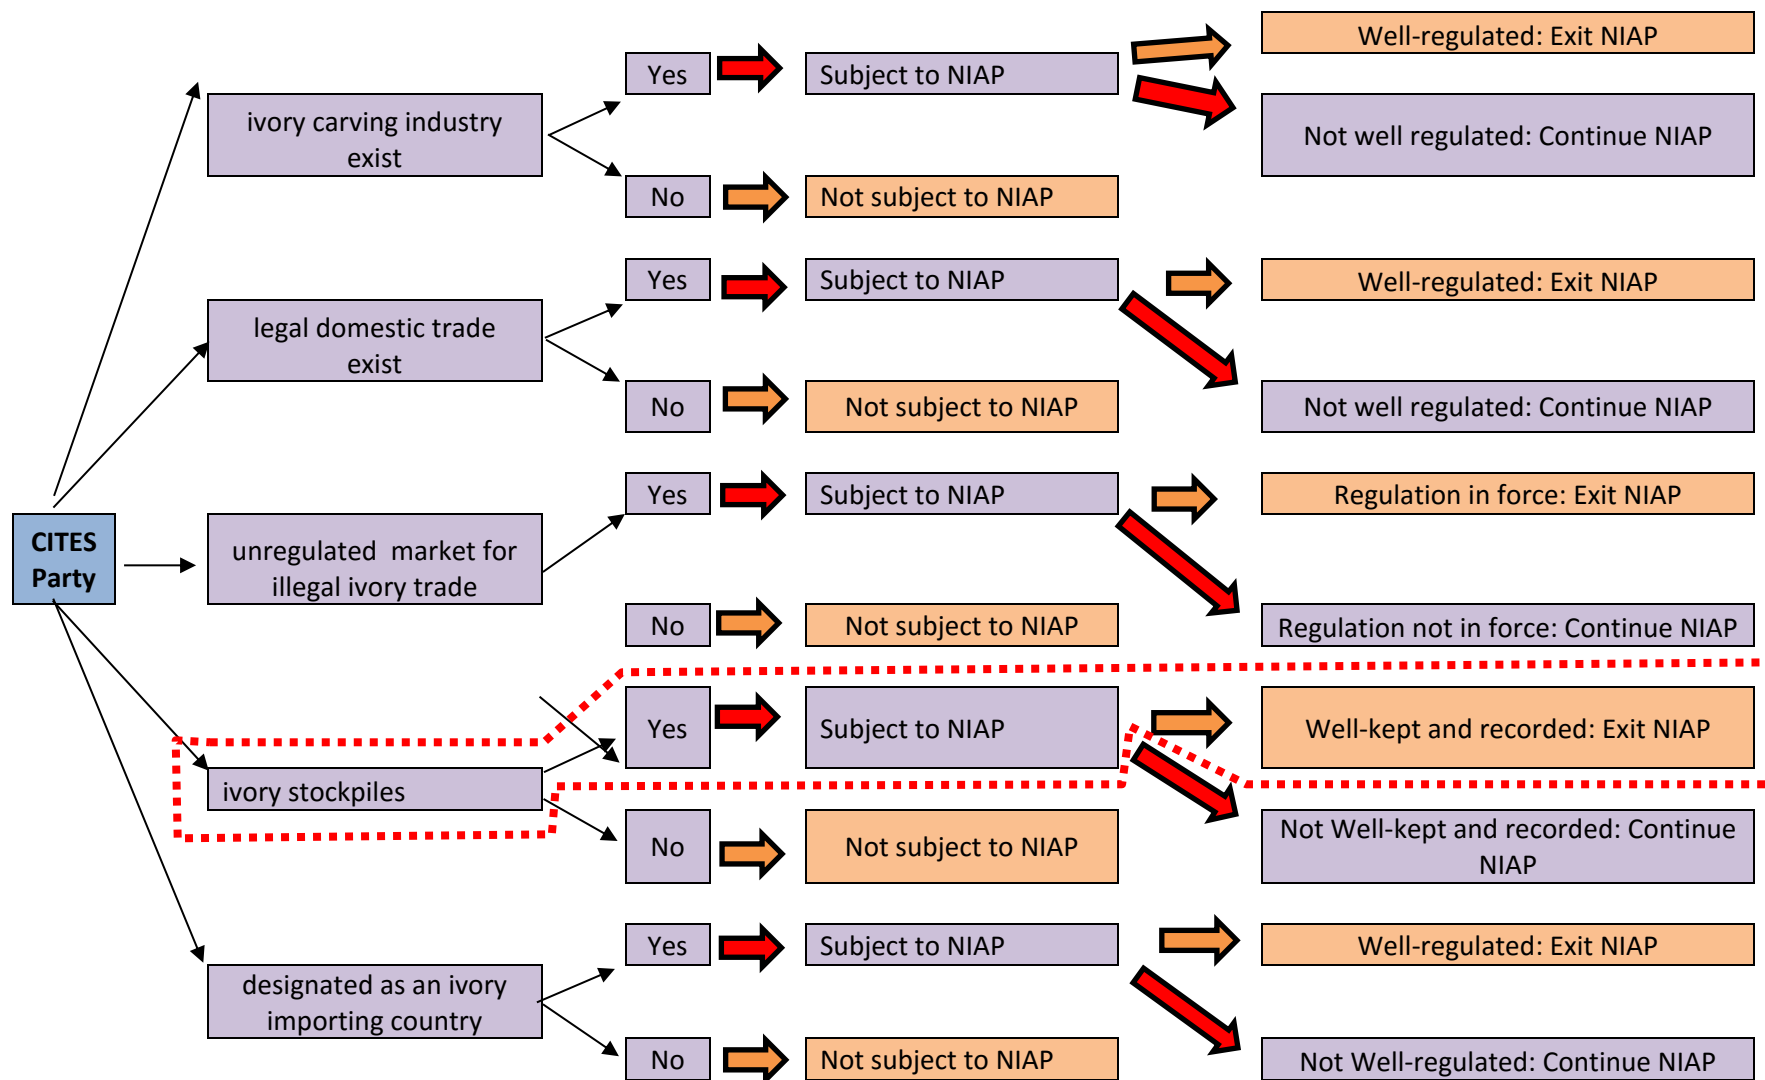 CITES
Party
ivory carving industry
exist
Yes
Subject to NIAP
Well-regulated: Exit NIAP
Not well regulated: Continue NIAP
No
Not subject to NIAP
legal domestic trade
exist
Yes
Subject to NIAP
Well-regulated: Exit NIAP
No
Not subject to NIAP
Not well regulated: Continue NIAP
unregulated  market for
illegal ivory trade
Yes
Subject to NIAP
Regulation in force: Exit NIAP
No
Not subject to NIAP
Regulation not in force: Continue NIAP
ivory stockpiles
Yes
Subject to NIAP
Well-kept and recorded: Exit NIAP
No
Not subject to NIAP
Not Well-kept and recorded: Continue
NIAP
designated as an ivory
importing country
Yes
Subject to NIAP
Well-regulated: Exit NIAP
No
Not subject to NIAP
Not Well-regulated: Continue NIAP